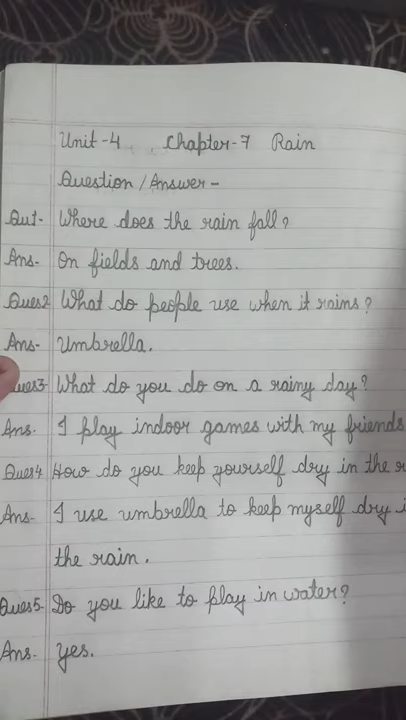 Unit-4 Chapter-7 Rain
Question/Answer-
Qu1- Where does the rain fall?
Ans- On fields and trees.
Ques2 What do people use when it rains?
Ans- Umbrella.
ues3- What do you do on a rainy day?
Ans. I play indoor games with my friends
Ques4 How do you keep yourself dry in the
Ans- I use umbrella to keep myself dry i
the rain.
Ques5- Do you like to play in water?
Ans- yes.